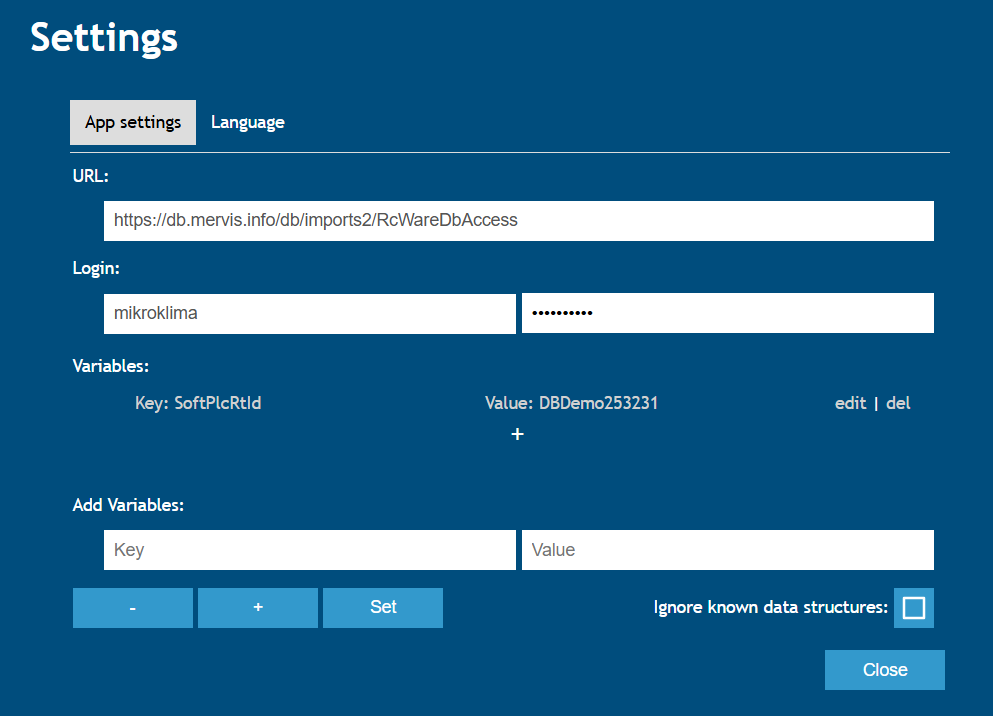 Settings
App settings Language
URL:
https://db.mervis.info/db/imports2/RcWareDbAccess
Login:
mikroklima ••••••••••
Variables:
Key: SoftPlcRtId Value: DBDemo253231 edit | del
+
Add Variables:
Key Value
- + Set Ignore known data structures:
Close